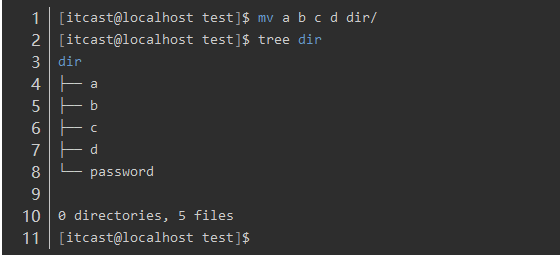 1 [itcast@localhost test]$ mv a b c d dir/
2 [itcast@localhost test]$ tree dir
3 dir
4 ├── a
5 ├── b
6 ├── c
7 ├── d
8 └── password
9
10 0 directories, 5 files
11 [itcast@localhost test]$